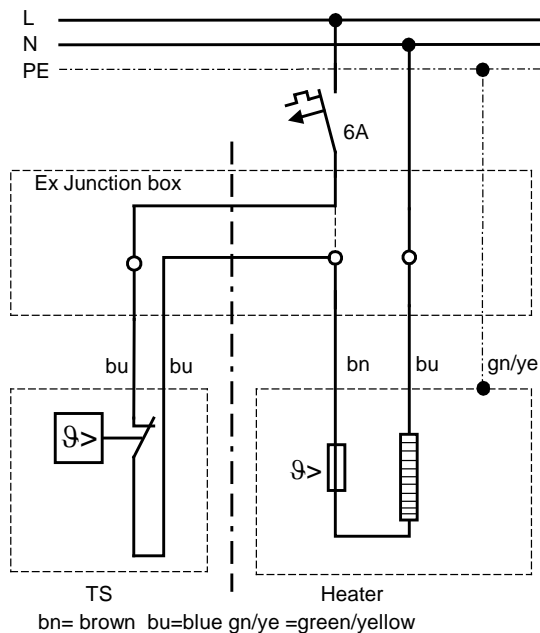 L
N
PE
6A
Ex Junction box
bu
bu
bn
bu
gn/ye
ϑ>
ϑ>
TS
Heater
bn= brown bu=blue gn/ye =green/yellow